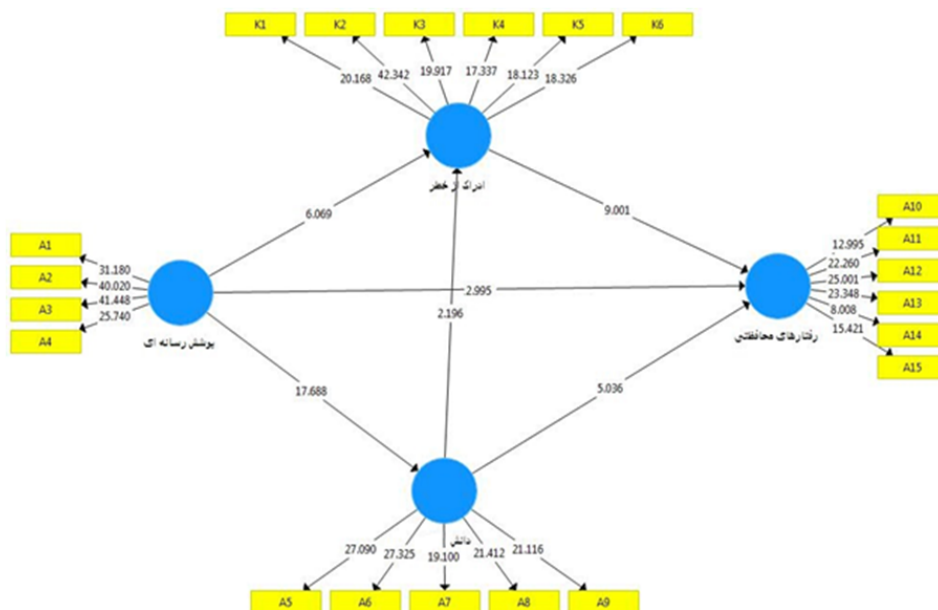 K1 K2 K3 K4 K5 K6
20.168 42.342 19.917 17.337 18.123 18.326
ادراک از خطر
6.069 9.001
A1
A2
A3
A4
31.180
40.020
41.448
25.740
پوشش رسانه ای
2.995
2.196
A10
A11
A12
A13
A14
A15
12.995
22.260
25.001
23.348
8.008
15.421
رفتارهای محافظتی
17.688 5.036
دانش
27.090 27.325 19.100 21.412 21.116
A5 A6 A7 A8 A9